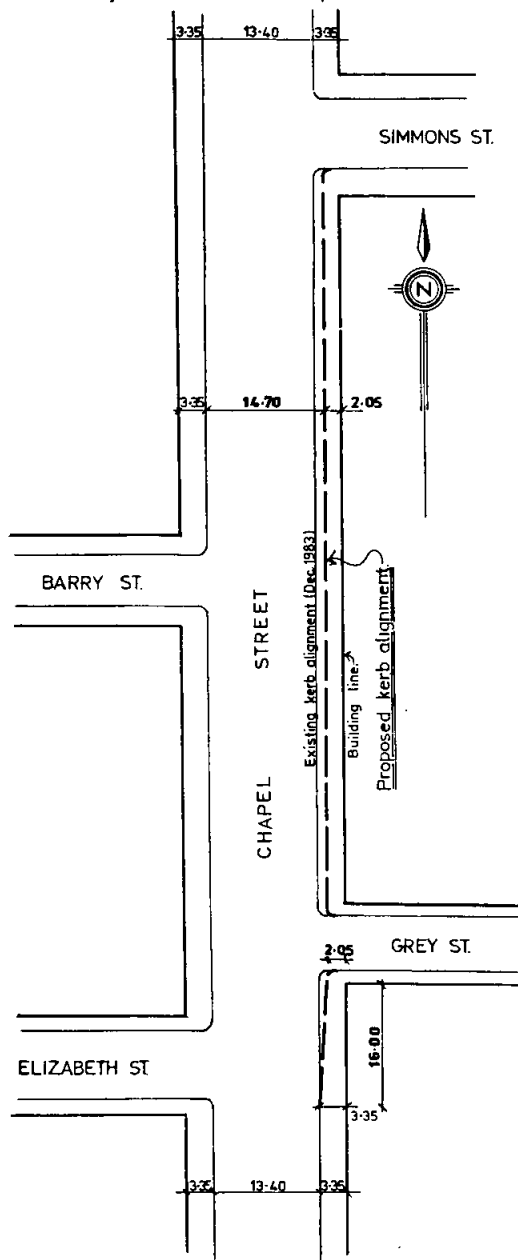 3·35 13·40 3·35
SIMMONS ST.
N
3·35 14·70 2·05
BARRY ST.
CHAPEL STREET
Existing kerb alignment (Dec. 1983)
Building line.
Proposed kerb alignment.
2·05
GREY ST.
16·00
ELIZABETH ST.
3·35
3·35 13·40 3·35